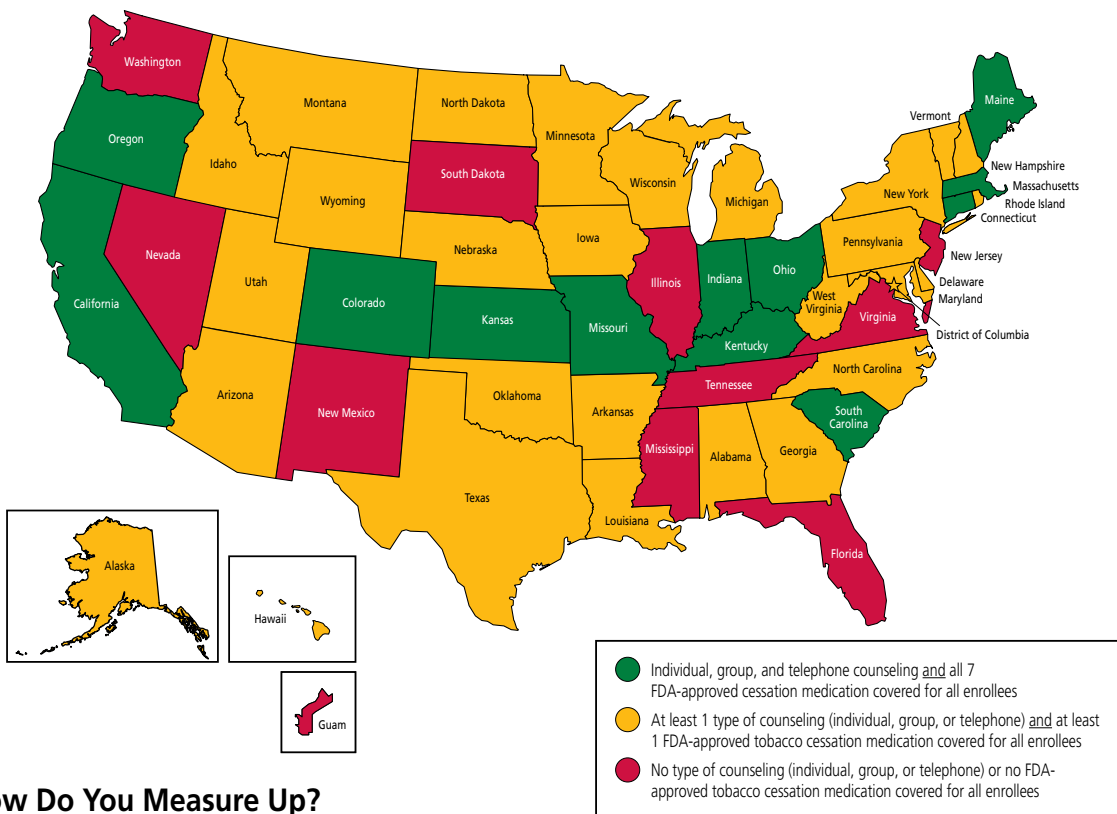 Washington
Oregon
California
Nevada
Idaho
Montana
Wyoming
Utah
Arizona
Colorado
New Mexico
North Dakota
South Dakota
Nebraska
Kansas
Oklahoma
Texas
Minnesota
Iowa
Missouri
Arkansas
Louisiana
Wisconsin
Illinois
Michigan
Indiana
Ohio
Kentucky
Tennessee
Mississippi
Alabama
Georgia
Florida
South
Carolina
North Carolina
Virginia
West
Virginia
Pennsylvania
New York
Vermont
Maine
New Hampshire
Massachusetts
Rhode Island
Connecticut
New Jersey
Delaware
Maryland
District of Columbia
Alaska
Hawaii
Guam
Individual, group, and telephone counseling and all 7
FDA-approved cessation medication covered for all enrollees
At least 1 type of counseling (individual, group, or telephone) and at least
1 FDA-approved tobacco cessation medication covered for all enrollees
No type of counseling (individual, group, or telephone) or no FDA-
approved tobacco cessation medication covered for all enrollees
ow Do You Measure Up?